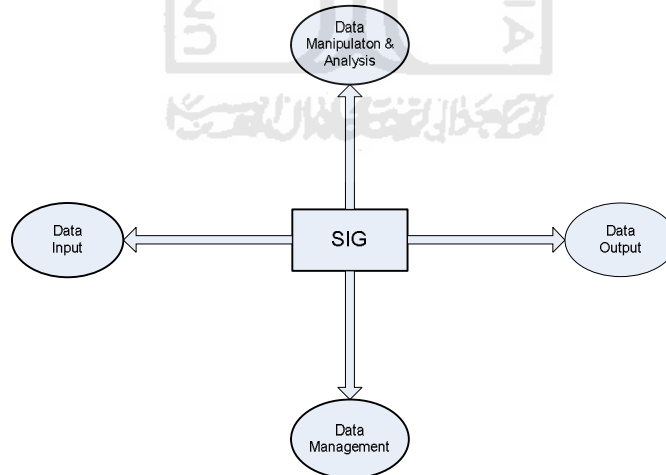 Data
Manipulaton &
Analysis
Data
Input
SIG
Data
Output
Data
Management